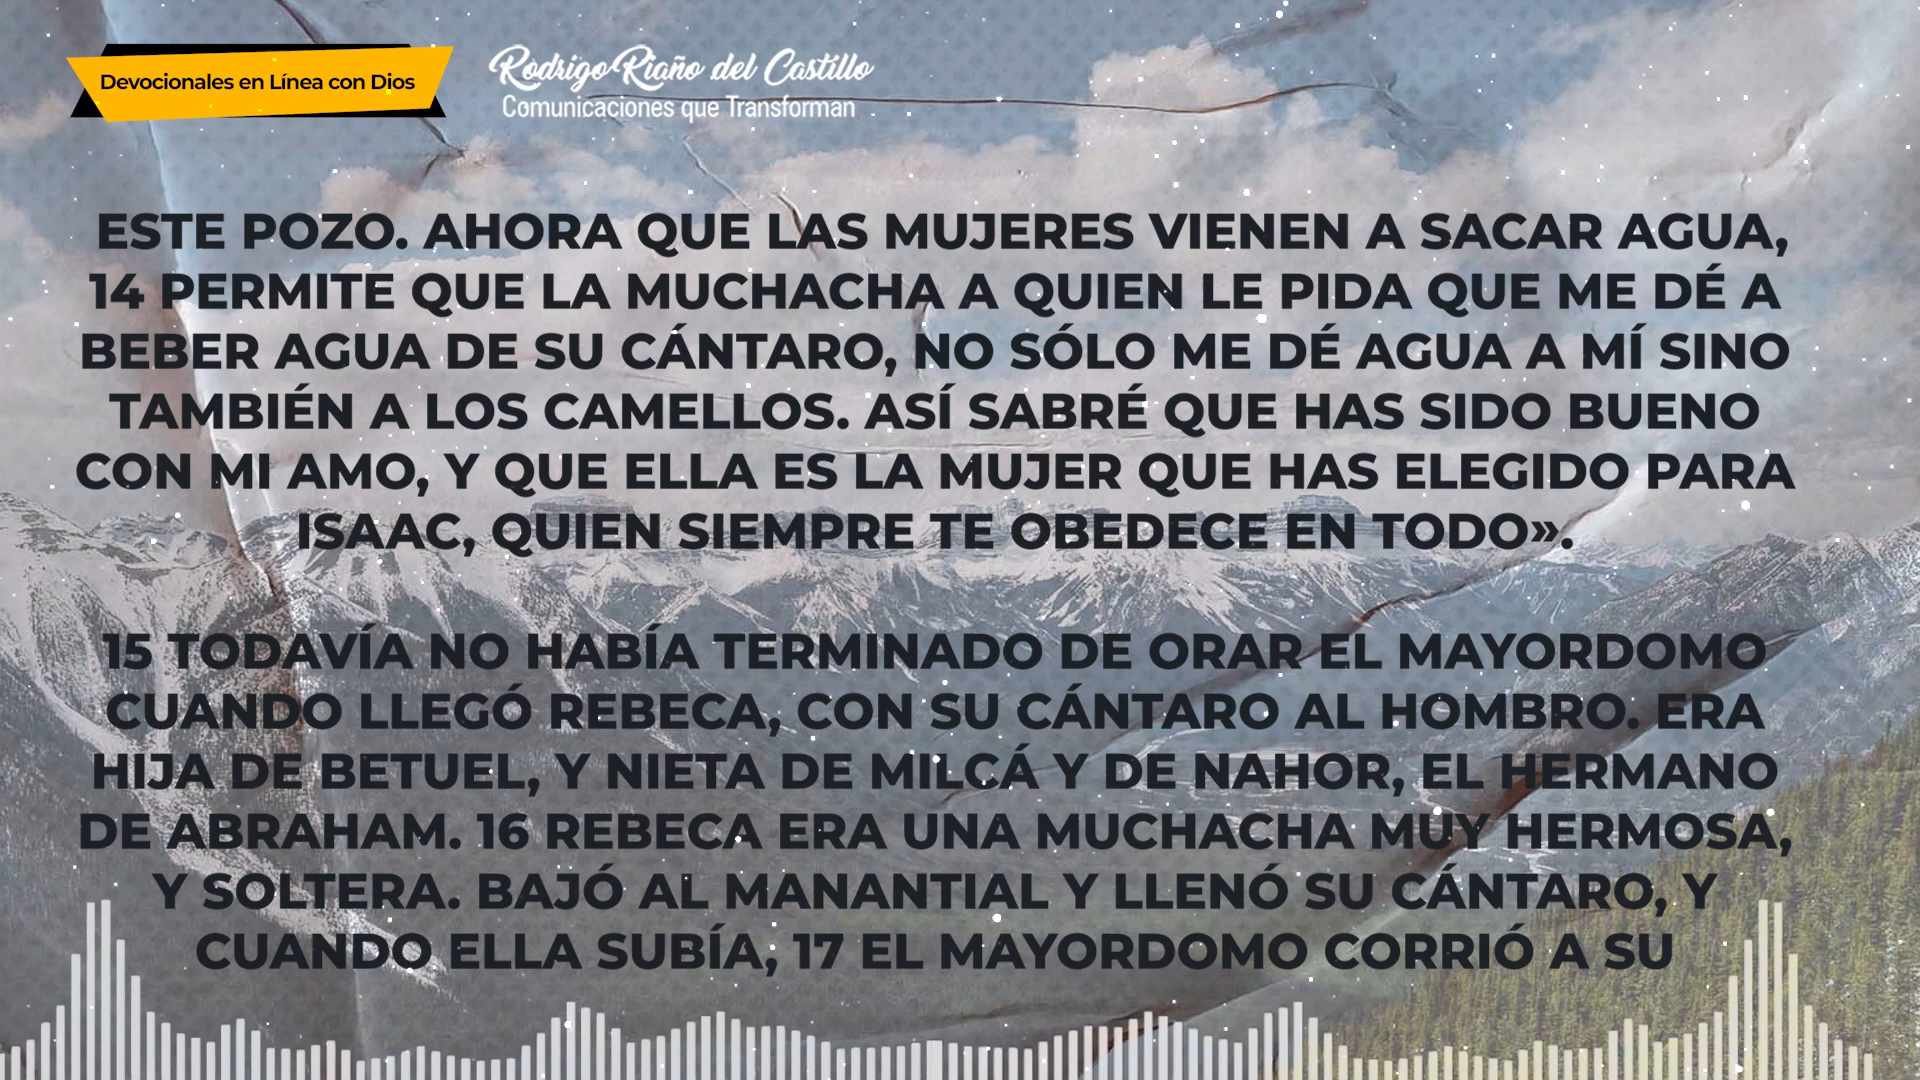 Devocionales en Línea con Dios
Rodrigo Riaño del Castillo
Comunicaciones que Transforman
ESTE POZO. AHORA QUE LAS MUJERES VIENEN A SACAR AGUA,
14 PERMITE QUE LA MUCHACHA A QUIEN LE PIDA QUE ME DÉ A
BEBER AGUA DE SU CÁNTARO, NO SÓLO ME DÉ AGUA A MÍ SINO
TAMBIÉN A LOS CAMELLOS. ASÍ SABRÉ QUE HAS SIDO BUENO
CON MI AMO, Y QUE ELLA ES LA MUJER QUE HAS ELEGIDO PARA
ISAAC, QUIEN SIEMPRE TE OBEDECE EN TODO».
15 TODAVÍA NO HABÍA TERMINADO DE ORAR EL MAYORDOMO
CUANDO LLEGÓ REBECA, CON SU CÁNTARO AL HOMBRO. ERA
HIJA DE BETUEL, Y NIETA DE MILCÁ Y DE NAHOR, EL HERMANO
DE ABRAHAM. 16 REBECA ERA UNA MUCHACHA MUY HERMOSA,
Y SOLTERA. BAJÓ AL MANANTIAL Y LLENÓ SU CÁNTARO, Y
CUANDO ELLA SUBÍA, 17 EL MAYORDOMO CORRIÓ A SU